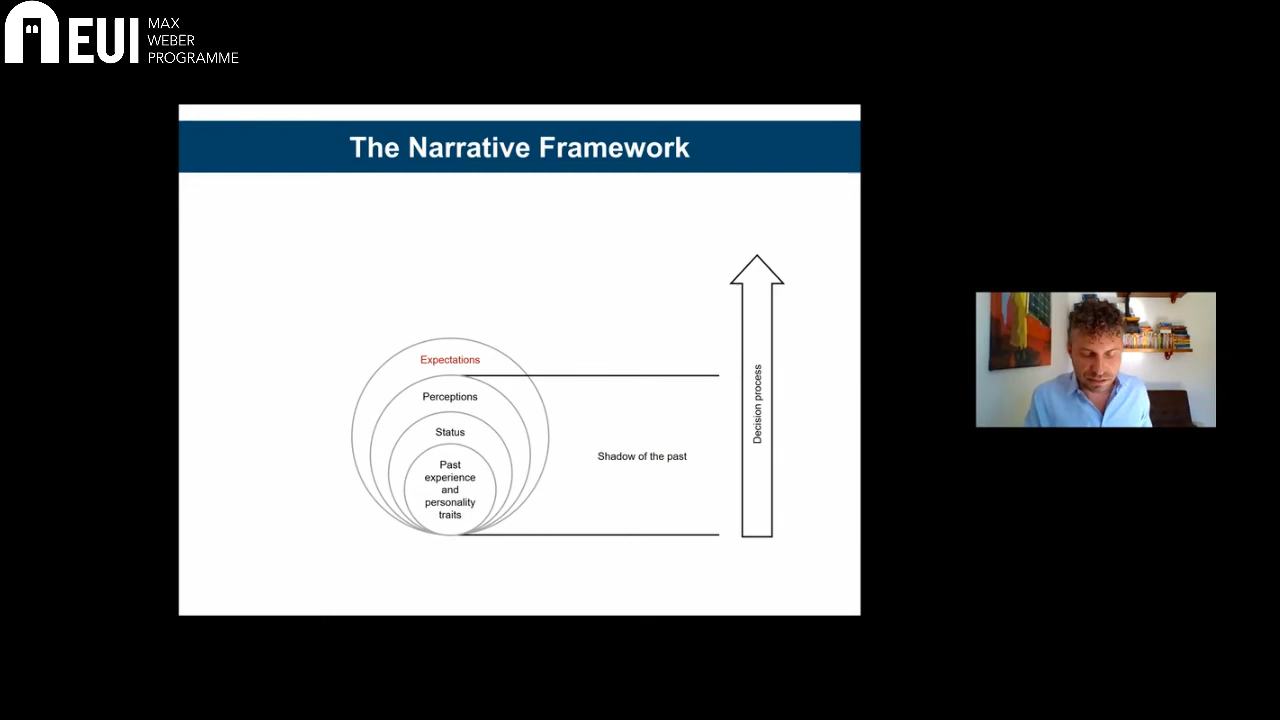 EUI
MAX
WEBER
PROGRAMME
The Narrative Framework
Expectations
Perceptions
Status
Past
experience
and
personality
traits
Shadow of the past
Decision process